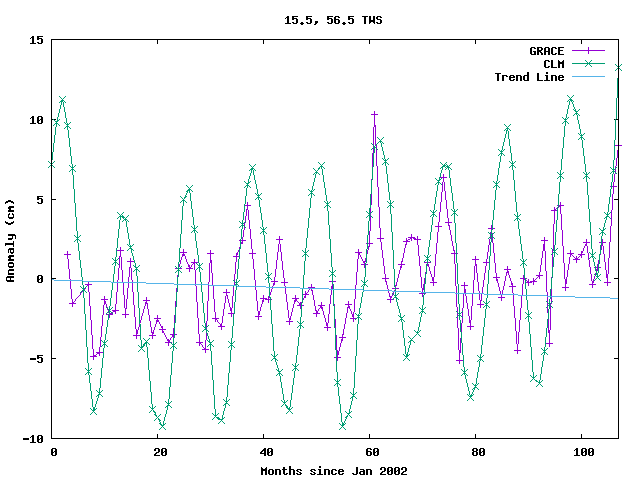 15.5, 56.5 TWS
GRACE
CLM
Trend Line
Anomaly (cm)
15
10
5
0
-5
-10
0 20 40 60 80 100
Months since Jan 2002